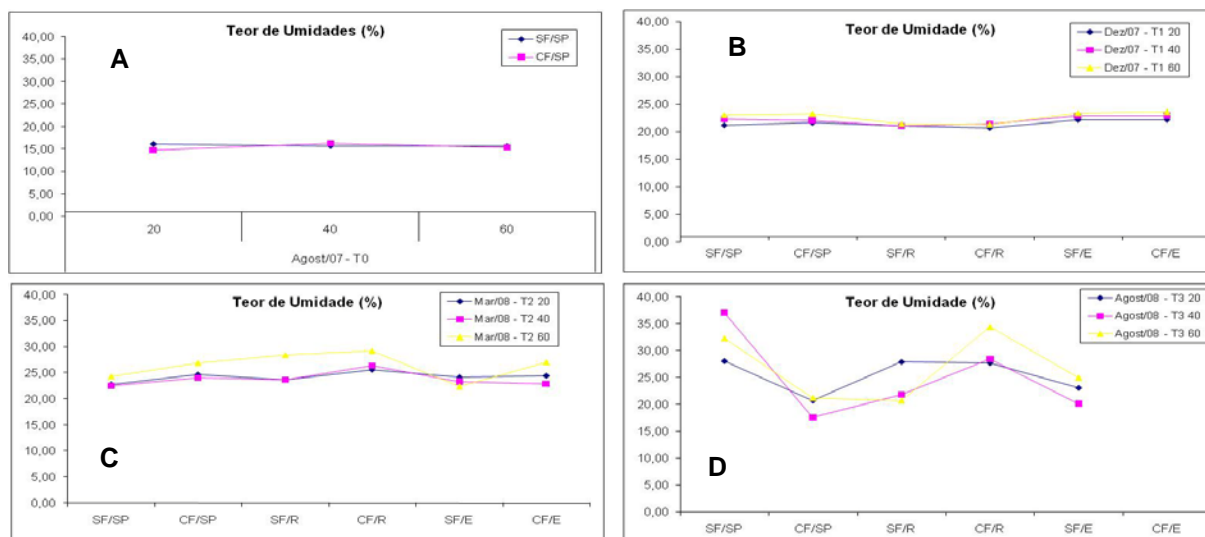 Teor de Umidades (%)
A
SF/SP
CF/SP
40,00
35,00
30,00
25,00
20,00
15,00
10,00
5,00
0,00
20 40 60
Agost/07 - T0
Teor de Umidade (%)
B
Dez/07 - T1 20
Dez/07 - T1 40
Dez/07 - T1 60
40,00
35,00
30,00
25,00
20,00
15,00
10,00
5,00
0,00
SF/SP CF/SP SF/R CF/R SF/E CF/E
Teor de Umidade (%)
Mar/08 - T2 20
Mar/08 - T2 40
Mar/08 - T2 60
40,00
35,00
30,00
25,00
20,00
15,00
10,00
5,00
0,00
C
SF/SP CF/SP SF/R CF/R SF/E CF/E
Teor de Umidade (%)
Agost/08 - T3 20
Agost/08 - T3 40
Agost/08 - T3 60
40,00
35,00
30,00
25,00
20,00
15,00
10,00
5,00
0,00
D
SF/SP CF/SP SF/R CF/R SF/E CF/E